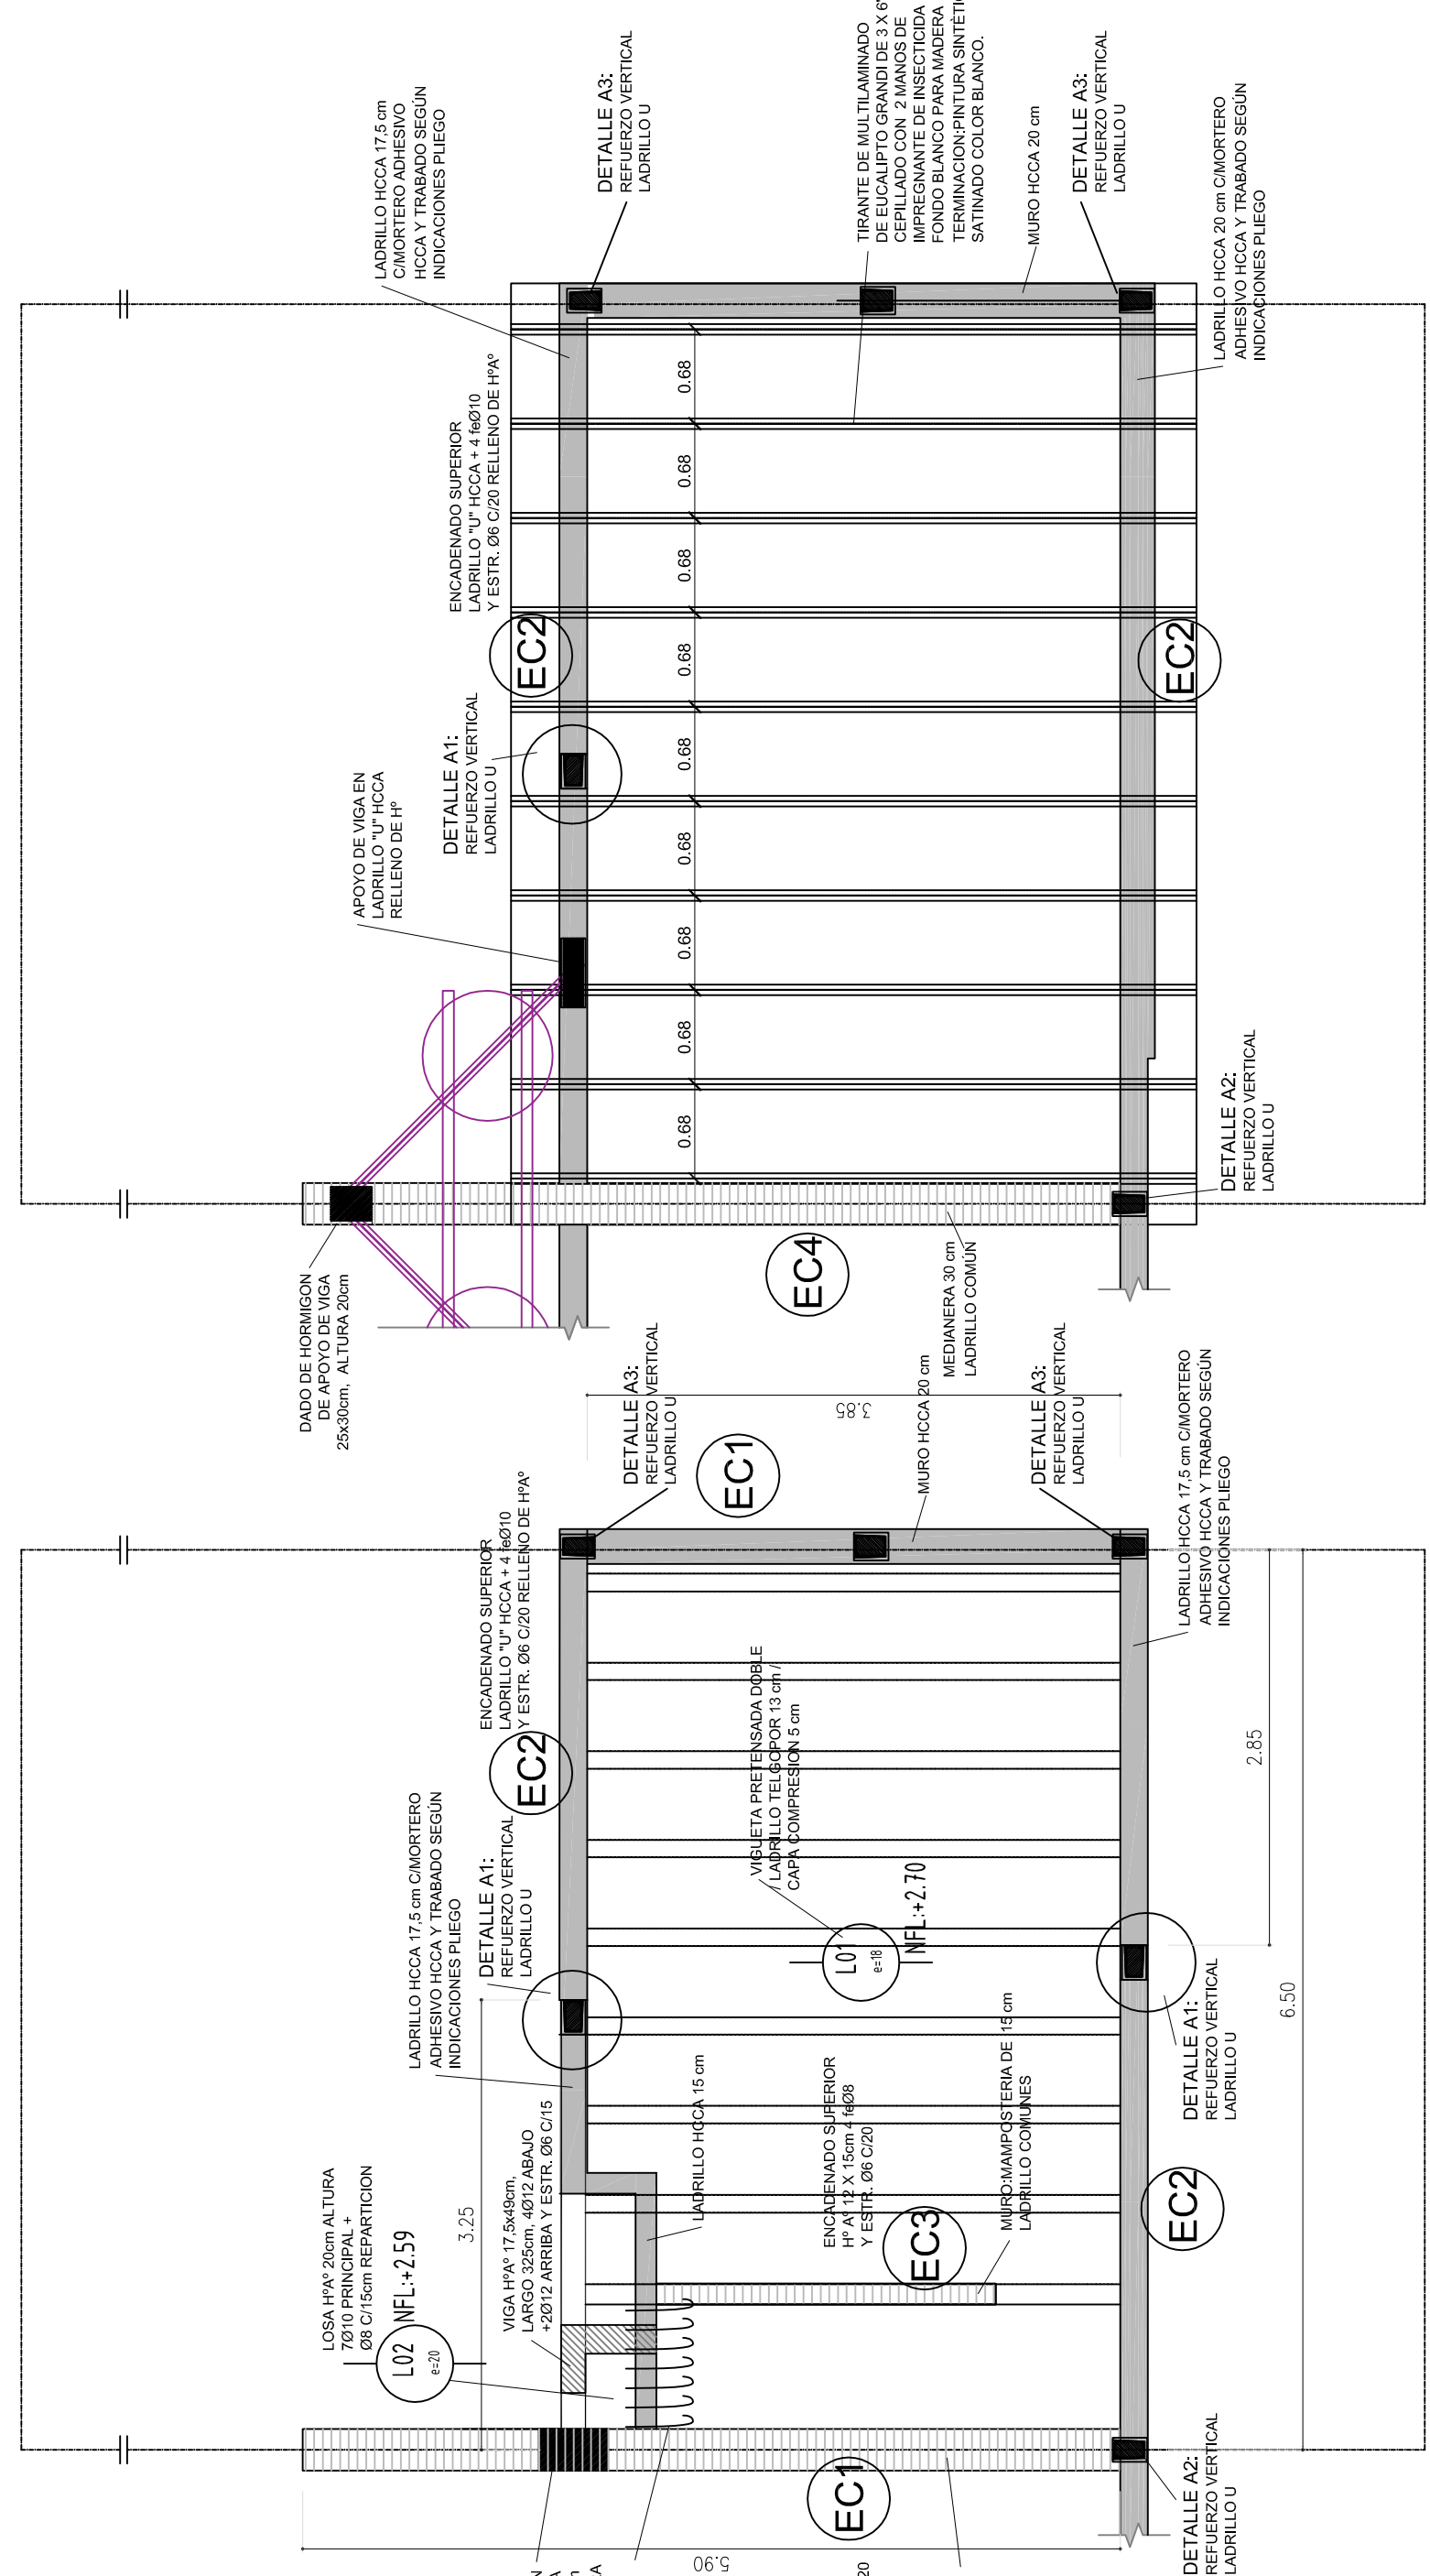 LADRILLO HCCA 17,5 cm
C/MORTERO ADHESIVO
HCCA Y TRABADO SEGÚN
INDICACIONES PLIEGO
DETALLE A3:
REFUERZO VERTICAL
LADRILLO U
TIRANTE DE MULTILAMINADO
DE EUCALIPTO GRANDI DE 3 X 6"
CEPILLADO CON 2 MANOS DE
IMPREGNANTE DE INSECTICIDA
FONDO BLANCO PARA MADERA
TERMINACION:PINTURA SINTÈTIC
SATINADO COLOR BLANCO.
MURO HCCA 20 cm
DETALLE A3:
REFUERZO VERTICAL
LADRILLO U
LADRILLO HCCA 20 cm C/MORTERO
ADHESIVO HCCA Y TRABADO SEGÚN
INDICACIONES PLIEGO
ENCADENADO SUPERIOR
LADRILLO "U" HCCA + 4 feØ10
Y ESTR. Ø6 C/20 RELLENO DE HºAº
EC2
EC2
DETALLE A1:
REFUERZO VERTICAL
LADRILLO U
APOYO DE VIGA EN
LADRILLO "U" HCCA
RELLENO DE Hº
0.68
0.68
0.68
0.68
0.68
0.68
0.68
0.68
0.68
DADO DE HORMIGON
DE APOYO DE VIGA
25x30cm, ALTURA 20cm
EC4
MEDIANERA 30 cm
LADRILLO COMÚN
DETALLE A2:
REFUERZO VERTICAL
LADRILLO U
DETALLE A3:
REFUERZO VERTICAL
LADRILLO U
EC1
3.85
MURO HCCA 20 cm
DETALLE A3:
REFUERZO VERTICAL
LADRILLO U
LADRILLO HCCA 17,5 cm C/MORTERO
ADHESIVO HCCA Y TRABADO SEGÚN
INDICACIONES PLIEGO
ENCADENADO SUPERIOR
LADRILLO "U" HCCA + 4 feØ10
Y ESTR. Ø6 C/20 RELLENO DE HºAº
EC2
LADRILLO HCCA 17,5 cm C/MORTERO
ADHESIVO HCCA Y TRABADO SEGÚN
INDICACIONES PLIEGO
DETALLE A1:
REFUERZO VERTICAL
LADRILLO U
VIGUETA PRETENSADA DOBLE
/ LADRILLO TELGOPOR 13 cm /
CAPA COMPRESION 5 cm
L01
e=18
NFL:+2.70
2.85
6.50
DETALLE A1:
REFUERZO VERTICAL
LADRILLO U
EC2
3.25
LOSA HºAº 20cm ALTURA
7Ø10 PRINCIPAL +
Ø8 C/15cm REPARTICION
L02
e=20
NFL:+2.59
VIGA HºAº 17,5x49cm,
LARGO 325cm, 4Ø12 ABAJO
+2Ø12 ARRIBA Y ESTR. Ø6 C/15
LADRILLO HCCA 15 cm
ENCADENADO SUPERIOR
Hº Aº 12 X 15cm 4 feØ8
Y ESTR. Ø6 C/20
EC3
MURO:MAMPOSTERIA DE 15 cm
LADRILLO COMUNES
EC1
DETALLE A2:
REFUERZO VERTICAL
LADRILLO U
5.90
N
A
A
20